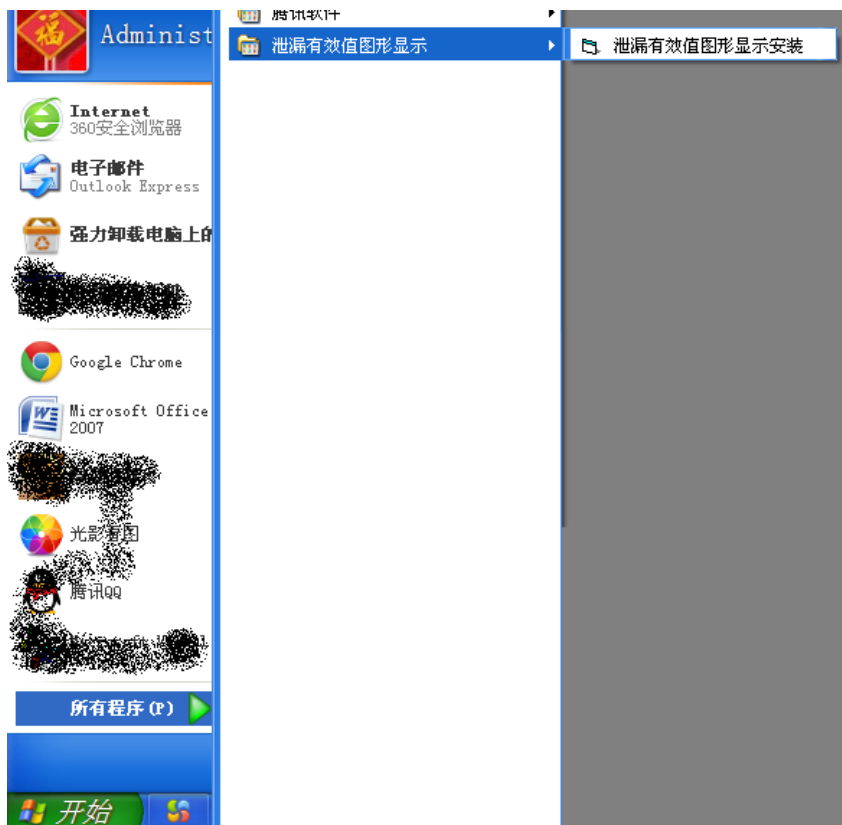 福
Administ
Internet
360安全浏览器
电子邮件
Outlook Express
强力卸载电脑上的
Google Chrome
Microsoft Office
2007
光影看图
腾讯QQ
所有程序(P)
开始
腾讯软件
泄漏有效值图形显示
泄漏有效值图形显示安装